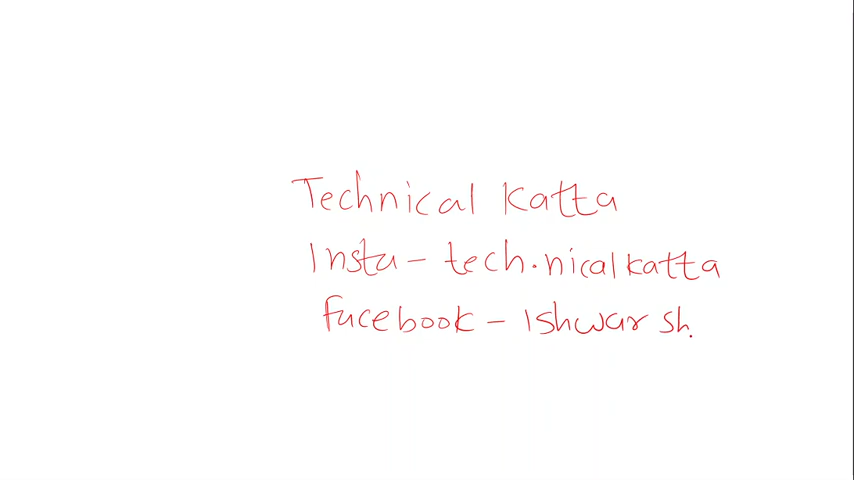 Technical Katta
Insta - tech.nicalkatta
Facebook - Ishwar sh.